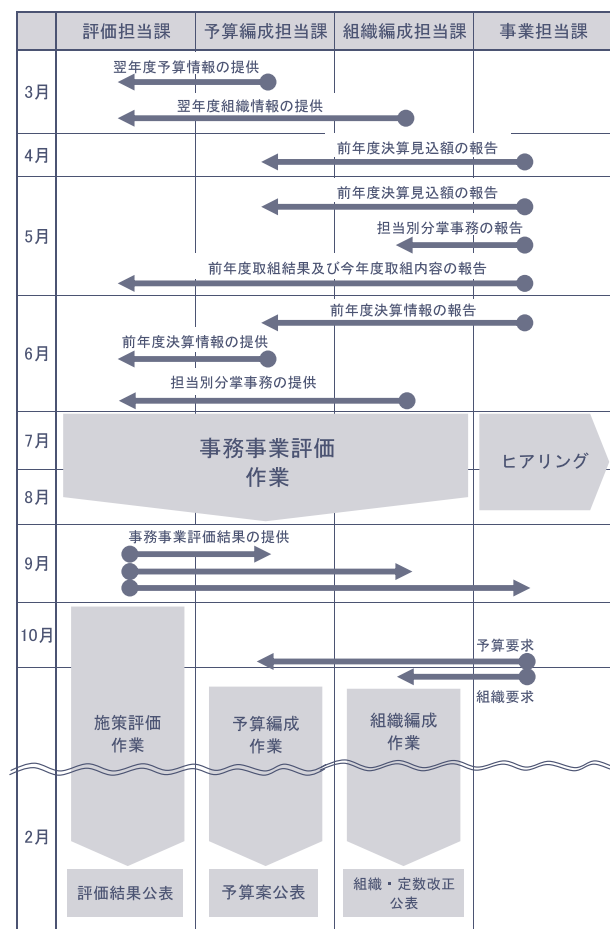 評価担当課
予算編成担当課
組織編成担当課
事業担当課
3月
翌年度予算情報の提供
翌年度組織情報の提供
4月
前年度決算見込額の報告
5月
前年度決算見込額の報告
担当別分掌事務の報告
前年度取組結果及び今年度取組内容の報告
6月
前年度決算情報の報告
前年度決算情報の提供
担当別分掌事務の提供
7月
事務事業評価
作業
ヒアリング
8月
9月
事務事業評価結果の提供
10月
予算要求
組織要求
施策評価
作業
予算編成
作業
組織編成
作業
2月
評価結果公表
予算案公表
組織・定数改正
公表